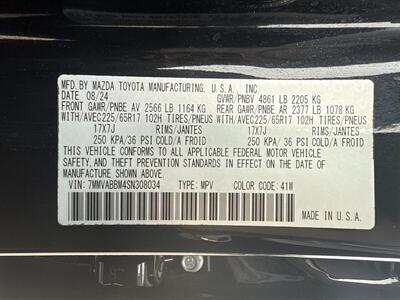 MFD. BY MAZDA TOYOTA MANUFACTURING, U.S.A., INC.
DATE 08/24 GVWR/PNBV 4861 LB 2205 KG
FRONT GAWR/PNBE AV 2566 LB 1164 KG REAR GAWR/PNBE AR 2377 LB 1078 KG
WITH/AVEC225/65R17 102H TIRES/PNEUS WITH/AVEC225/65R17 102H TIRES/PNEUS
17X7J RIMS/JANTES 17X7J RIMS/JANTES
250 KPA/36 PSI COLD/A FROID 250 KPA/36 PSI COLD/A FROID
THIS VEHICLE CONFORMS TO ALL APPLICABLE FEDERAL MOTOR VEHICLE
SAFETY, AND THEFT PREVENTION STANDARDS IN EFFECT ON THE DATE OF
MANUFACTURE SHOWN ABOVE.
VIN: 7MMVABBM4SN308034 TYPE: MPV COLOR CODE: 41W
MADE IN U.S.A.